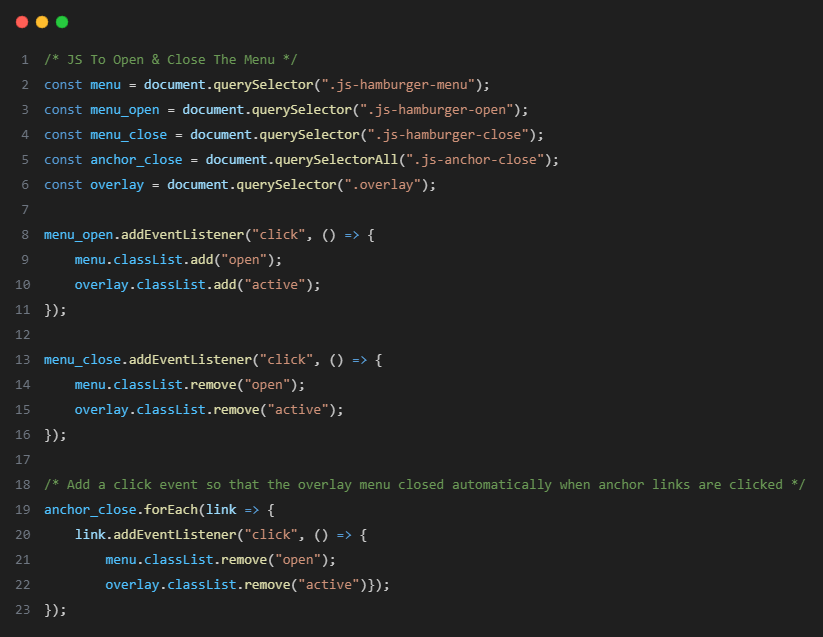 1 /* JS To Open & Close The Menu */
2 const menu = document.querySelector(".js-hamburger-menu");
3 const menu_open = document.querySelector(".js-hamburger-open");
4 const menu_close = document.querySelector(".js-hamburger-close");
5 const anchor_close = document.querySelectorAll(".js-anchor-close");
6 const overlay = document.querySelector(".overlay");
7
8 menu_open.addEventListener("click", () => {
9     menu.classList.add("open");
10     overlay.classList.add("active");
11 });
12
13 menu_close.addEventListener("click", () => {
14     menu.classList.remove("open");
15     overlay.classList.remove("active");
16 });
17
18 /* Add a click event so that the overlay menu closed automatically when anchor links are clicked */
19 anchor_close.forEach(link => {
20     link.addEventListener("click", () => {
21         menu.classList.remove("open");
22         overlay.classList.remove("active")});
23 });